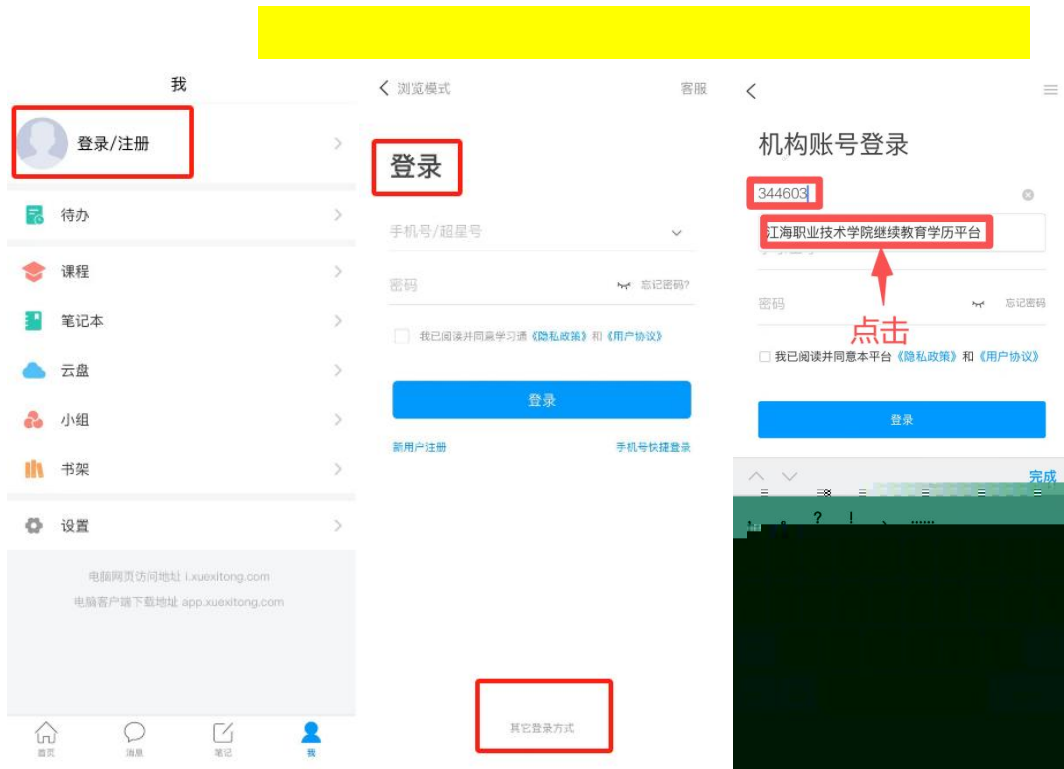 我
登录/注册
待办
课程
笔记本
云盘
小组
书架
设置
电脑网页访问地址 i.xuexitong.com
电脑客户端下载地址 app.xuexitong.com
首页
消息
笔记
我
浏览模式
客服
登录
手机号/超星号
密码
忘记密码?
我已阅读并同意学习通《隐私政策》和《用户协议》
登录
新用户注册
手机号快捷登录
其它登录方式
机构账号登录
344603
江海职业技术学院继续教育学历平台
密码
忘记密码
点击
我已阅读并同意本平台《隐私政策》和《用户协议》
登录
完成
, 。 ? ! 、 ......